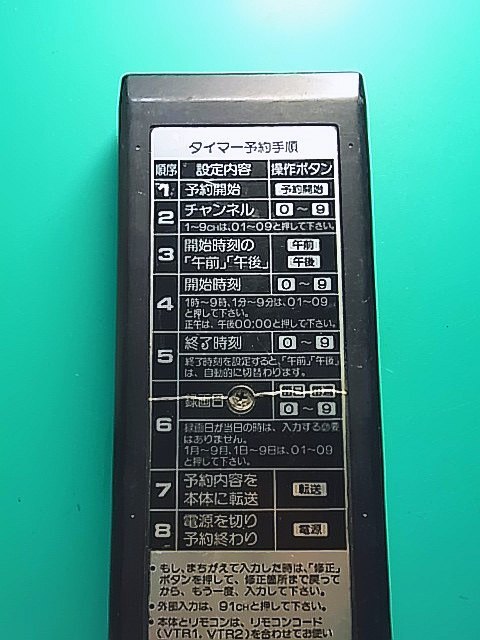 タイマー予約手順
順序 設定内容 操作ボタン
1 予約開始 予約開始
2 チャンネル 0～9
1～9CHは、01～09と押して下さい。
3 開始時刻の 午前
「午前」「午後」 午後
4 開始時刻 0～9
1時～9時、1分～9分は、01～09
と押して下さい。
正午は、午後00:00と押して下さい。
5 終了時刻 0～9
終了時刻を設定すると、「午前」「午後」
は、自動的に切替わります。
6 録画日
0～9
録画日が当日の時は、入力する必要
はありません。
1月～9月、1日～9日は、01～09
と押して下さい。
7 予約内容を
本体に転送 転送
8 電源を切り
予約終わり 電源
•もし、まちがえて入力した時は、「修正」
ボタンを押して、修正箇所まで戻って
から、もう一度、入力して下さい。
•外部入力は、91CHと押して下さい。
•本体とリモコンは、リモコンコード
(VTR1、VTR2)を合わせてお使い